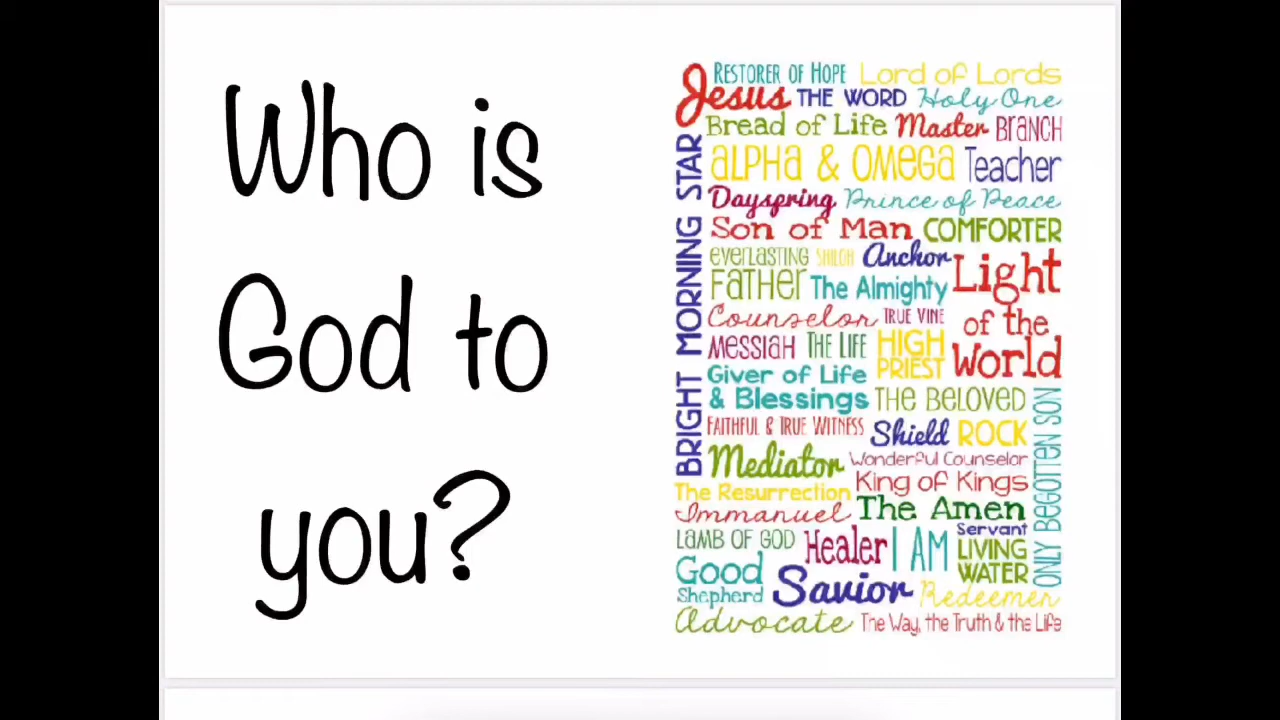 Who is
God to
you?
RESTORER OF HOPE Lord of Lords
Jesus THE WORD Holy One
Bread of Life Master BRANCH
ALPHA & OMEGA Teacher
Dayspring Prince of Peace
BRIGHT MORNING STAR
Son of Man COMFORTER
EVERLASTING SHILOH Anchor
FATHER The Almighty
Light
of the
World
Counselor TRUE VINE
MESSIAH THE LIFE HIGH
PRIEST
Giver of Life
& Blessings THE BELOVED
FAITHFUL & TRUE WITNESS Shield ROCK
ONLY BEGOTTEN SON
Mediator Wonderful Counselor
King of Kings
The Resurrection
Immanuel The Amen
LAMB OF GOD Healer I AM Servant
LIVING
WATER
Good
Shepherd Savior Redeemer
Advocate The Way, the Truth & the Life